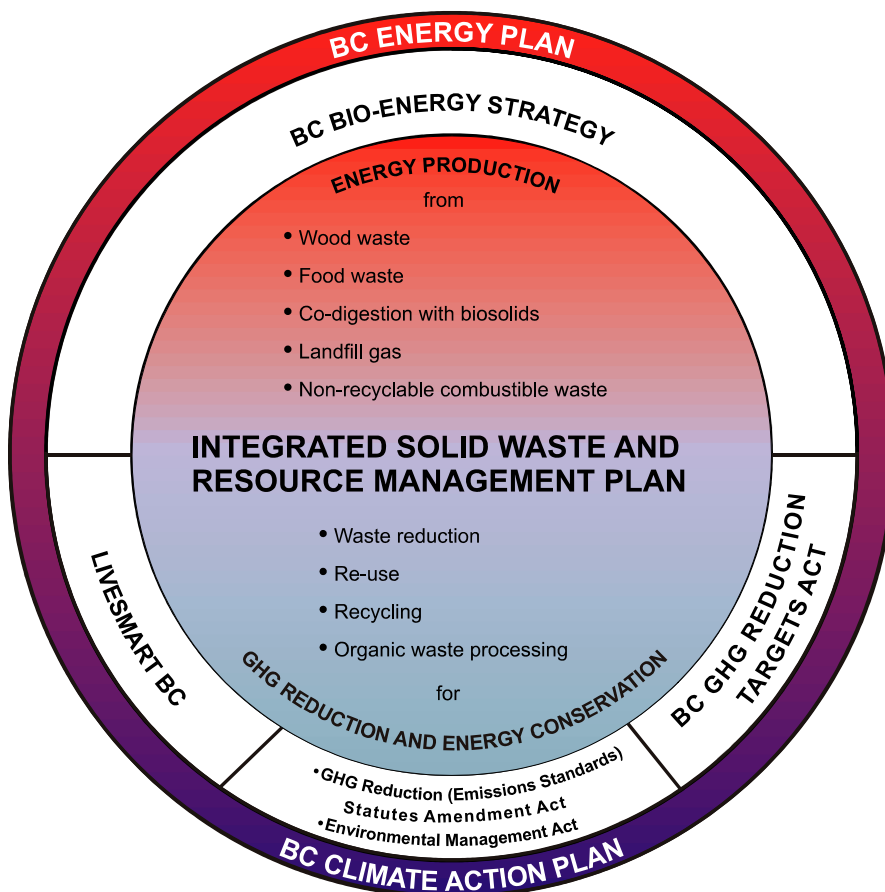 BC ENERGY PLAN
BC BIO-ENERGY STRATEGY
ENERGY PRODUCTION
from
• Wood waste
• Food waste
• Co-digestion with biosolids
• Landfill gas
• Non-recyclable combustible waste
INTEGRATED SOLID WASTE AND
RESOURCE MANAGEMENT PLAN
• Waste reduction
• Re-use
• Recycling
• Organic waste processing
for
GHG REDUCTION AND ENERGY CONSERVATION
LIVESMART BC
BC GHG REDUCTION
TARGETS ACT
•GHG Reduction (Emissions Standards)
Statutes Amendment Act
•Environmental Management Act
BC CLIMATE ACTION PLAN